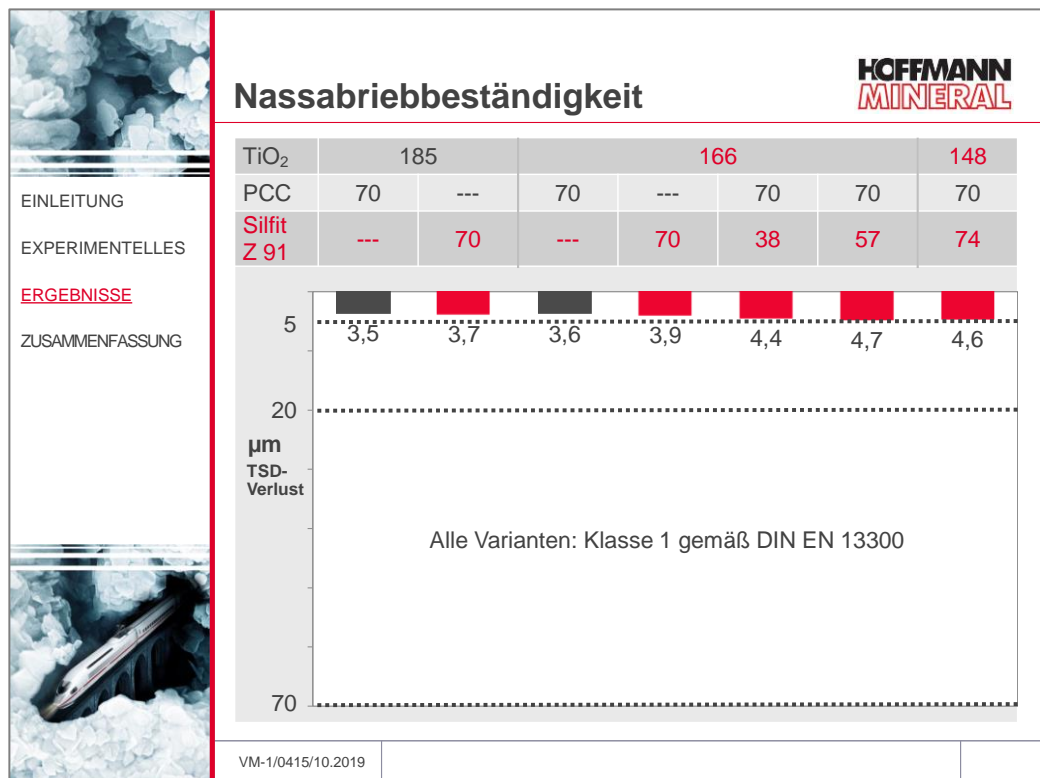 Nassabriebbeständigkeit
HOFFMANN
MINERAL
EINLEITUNG
EXPERIMENTELLES
ERGEBNISSE
ZUSAMMENFASSUNG
TiO₂ 185 166 148
PCC 70 --- 70 --- 70 70 70
Silfit
Z 91 --- 70 --- 70 38 57 74
5
3,5 3,7 3,6 3,9 4,4 4,7 4,6
20
µm
TSD-
Verlust
Alle Varianten: Klasse 1 gemäß DIN EN 13300
70
VM-1/0415/10.2019